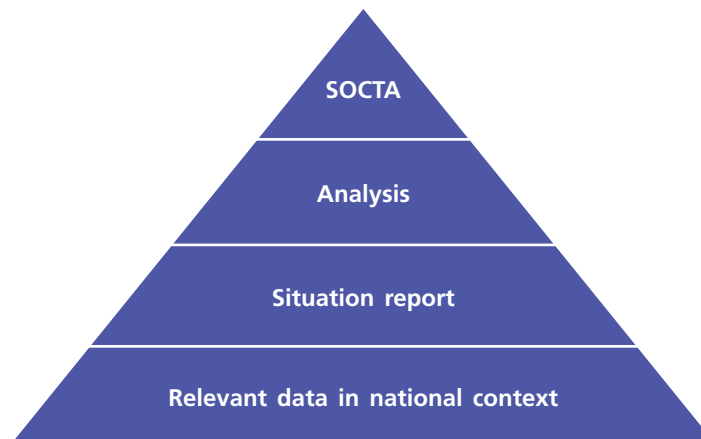 SOCTA
Analysis
Situation report
Relevant data in national context